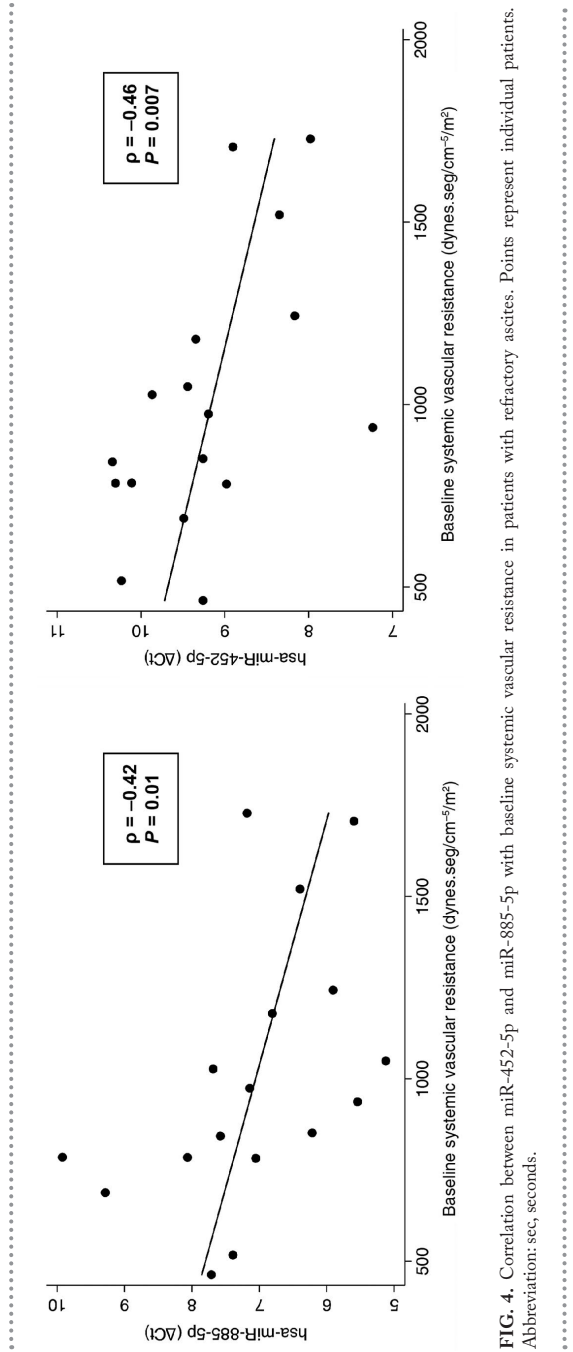 hsa-miR-885-5p (ΔCt)
10
9
8
7
6
5
500
1000
1500
2000
Baseline systemic vascular resistance (dynes.seg/cm⁻⁵/m²)
ρ = –0.42
P = 0.01
hsa-miR-452-5p (ΔCt)
11
10
9
8
7
500
1000
1500
2000
Baseline systemic vascular resistance (dynes.seg/cm⁻⁵/m²)
ρ = –0.46
P = 0.007
FIG. 4. Correlation between miR-452-5p and miR-885-5p with baseline systemic vascular resistance in patients with refractory ascites. Points represent individual patients.
Abbreviation: sec, seconds.